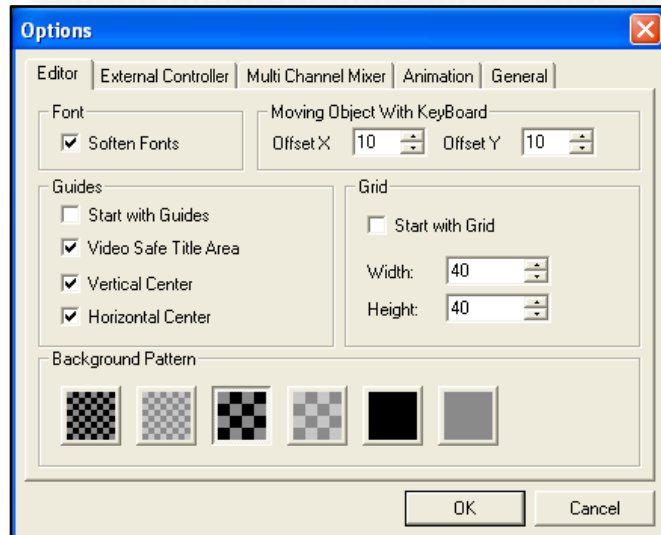 Options
Editor External Controller Multi Channel Mixer Animation General
Font
Soften Fonts
Moving Object With KeyBoard
Offset X 10 Offset Y 10
Guides
Start with Guides
Video Safe Title Area
Vertical Center
Horizontal Center
Grid
Start with Grid
Width: 40
Height: 40
Background Pattern
OK Cancel